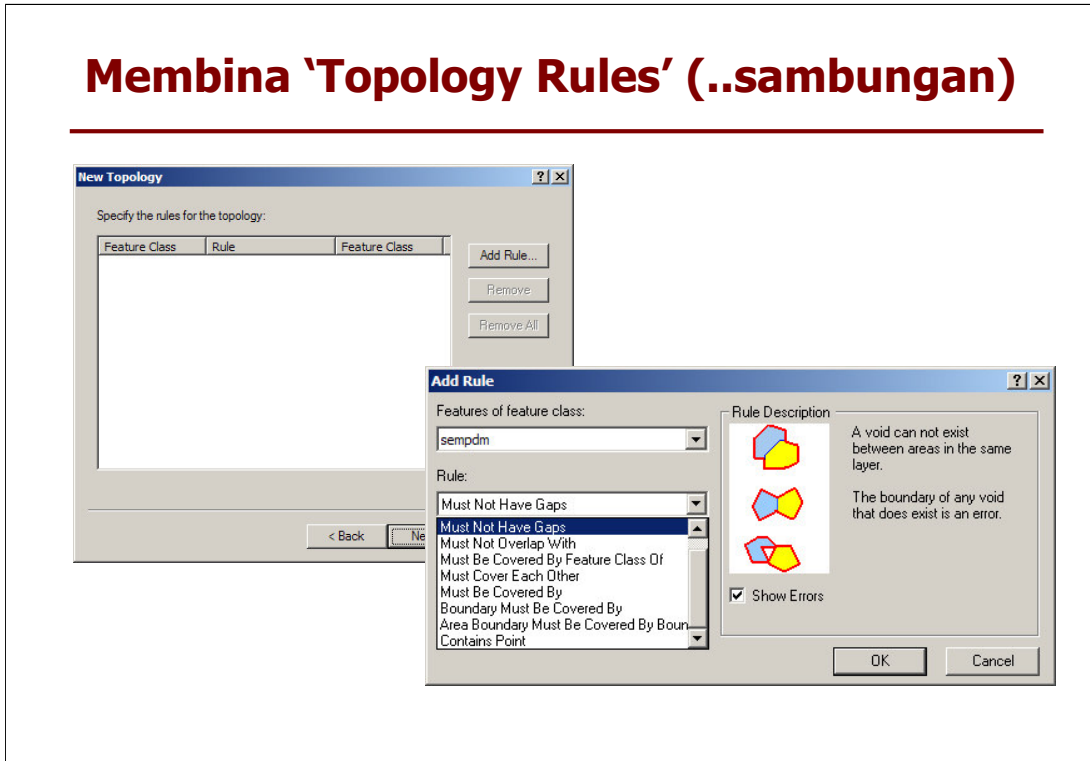 Membina ‘Topology Rules’ (..sambungan)
New Topology
Specify the rules for the topology:
Feature Class Rule Feature Class
Add Rule...
Remove
Remove All
< Back Ne
Add Rule
Features of feature class:
sempdm
Rule:
Must Not Have Gaps
Must Not Have Gaps
Must Not Overlap With
Must Be Covered By Feature Class Of
Must Cover Each Other
Must Be Covered By
Boundary Must Be Covered By
Area Boundary Must Be Covered By Boun
Contains Point
Rule Description
A void can not exist
between areas in the same
layer.
The boundary of any void
that does exist is an error.
Show Errors
OK Cancel